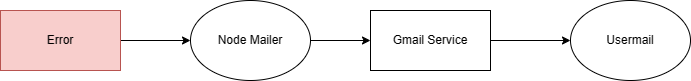 Error
Node Mailer
Gmail Service
Usermail